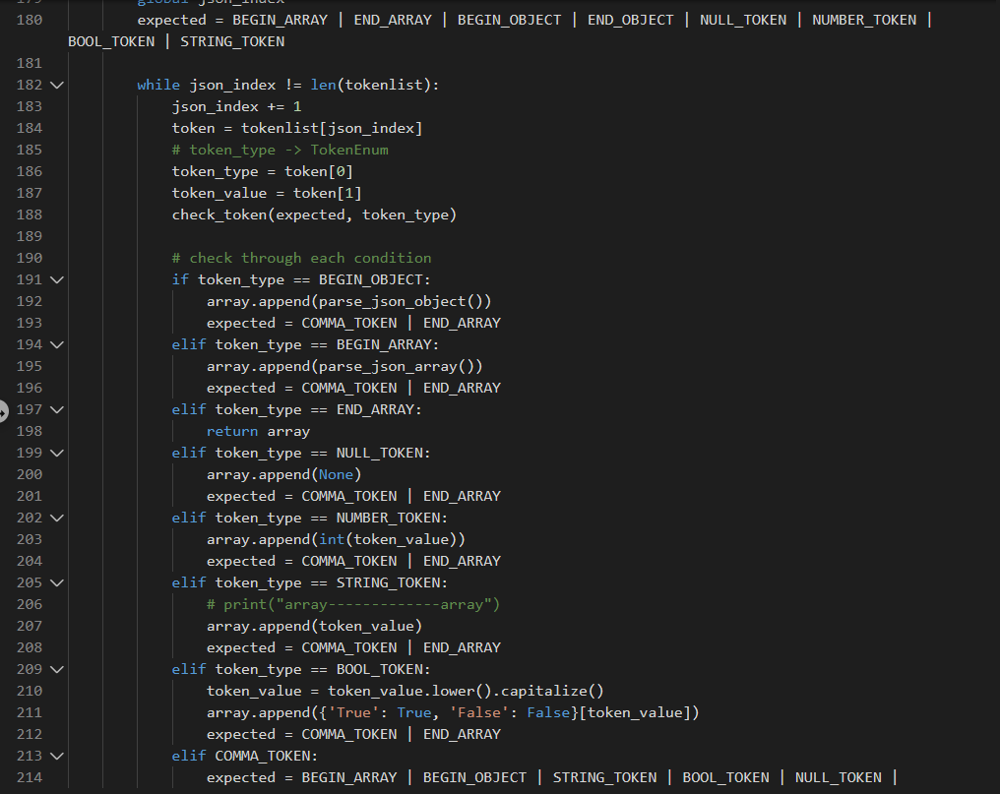 179 global json_index
180 expected = BEGIN_ARRAY | END_ARRAY | BEGIN_OBJECT | END_OBJECT | NULL_TOKEN | NUMBER_TOKEN |
BOOL_TOKEN | STRING_TOKEN
181
182 while json_index != len(tokenlist):
183 json_index += 1
184 token = tokenlist[json_index]
185 # token_type -> TokenEnum
186 token_type = token[0]
187 token_value = token[1]
188 check_token(expected, token_type)
189
190 # check through each condition
191 if token_type == BEGIN_OBJECT:
192 array.append(parse_json_object())
193 expected = COMMA_TOKEN | END_ARRAY
194 elif token_type == BEGIN_ARRAY:
195 array.append(parse_json_array())
196 expected = COMMA_TOKEN | END_ARRAY
197 elif token_type == END_ARRAY:
198 return array
199 elif token_type == NULL_TOKEN:
200 array.append(None)
201 expected = COMMA_TOKEN | END_ARRAY
202 elif token_type == NUMBER_TOKEN:
203 array.append(int(token_value))
204 expected = COMMA_TOKEN | END_ARRAY
205 elif token_type == STRING_TOKEN:
206 # print("array-------------array")
207 array.append(token_value)
208 expected = COMMA_TOKEN | END_ARRAY
209 elif token_type == BOOL_TOKEN:
210 token_value = token_value.lower().capitalize()
211 array.append({'True': True, 'False': False}[token_value])
212 expected = COMMA_TOKEN | END_ARRAY
213 elif COMMA_TOKEN:
214 expected = BEGIN_ARRAY | BEGIN_OBJECT | STRING_TOKEN | BOOL_TOKEN | NULL_TOKEN |